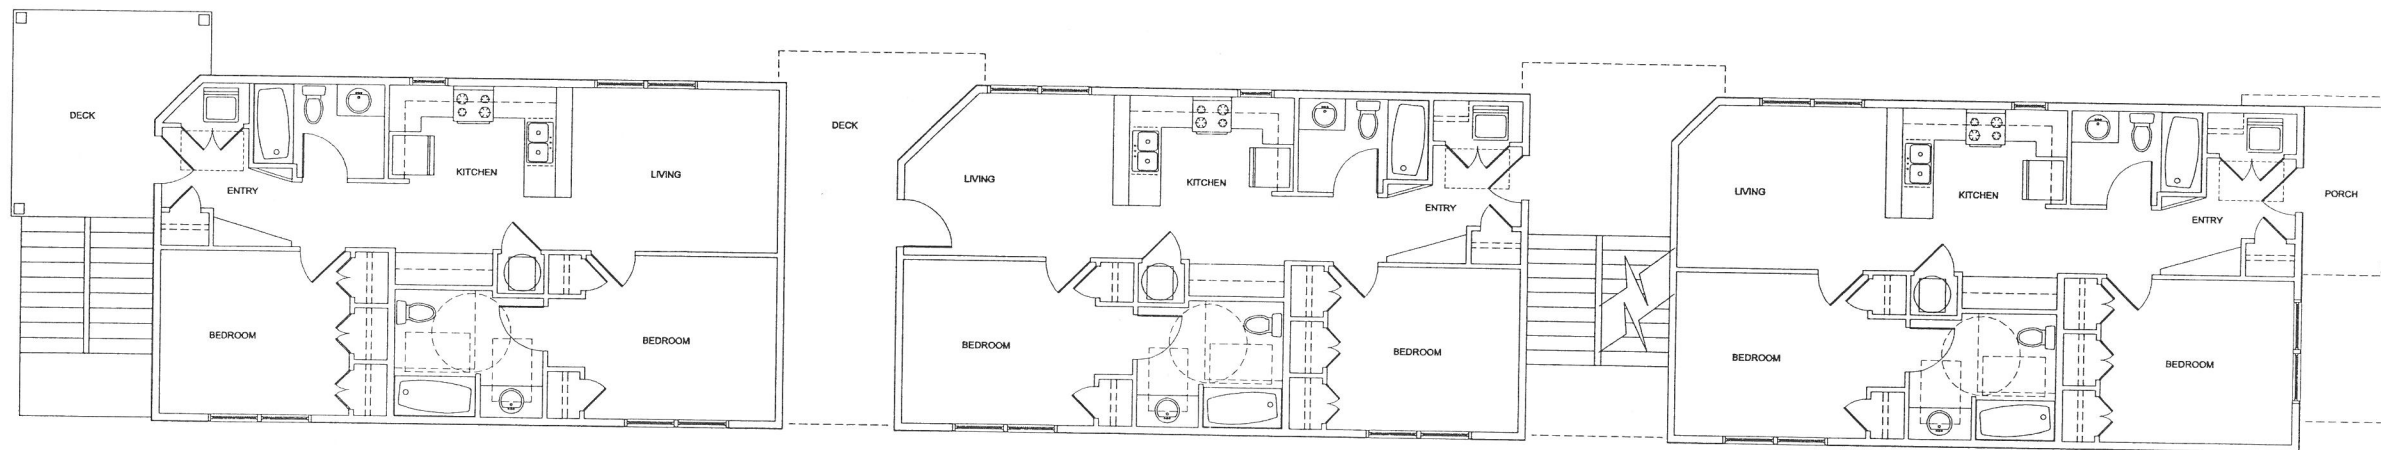 DECK
ENTRY
KITCHEN
LIVING
BEDROOM
BEDROOM
DECK
LIVING
KITCHEN
ENTRY
BEDROOM
BEDROOM
LIVING
KITCHEN
ENTRY
PORCH
BEDROOM
BEDROOM